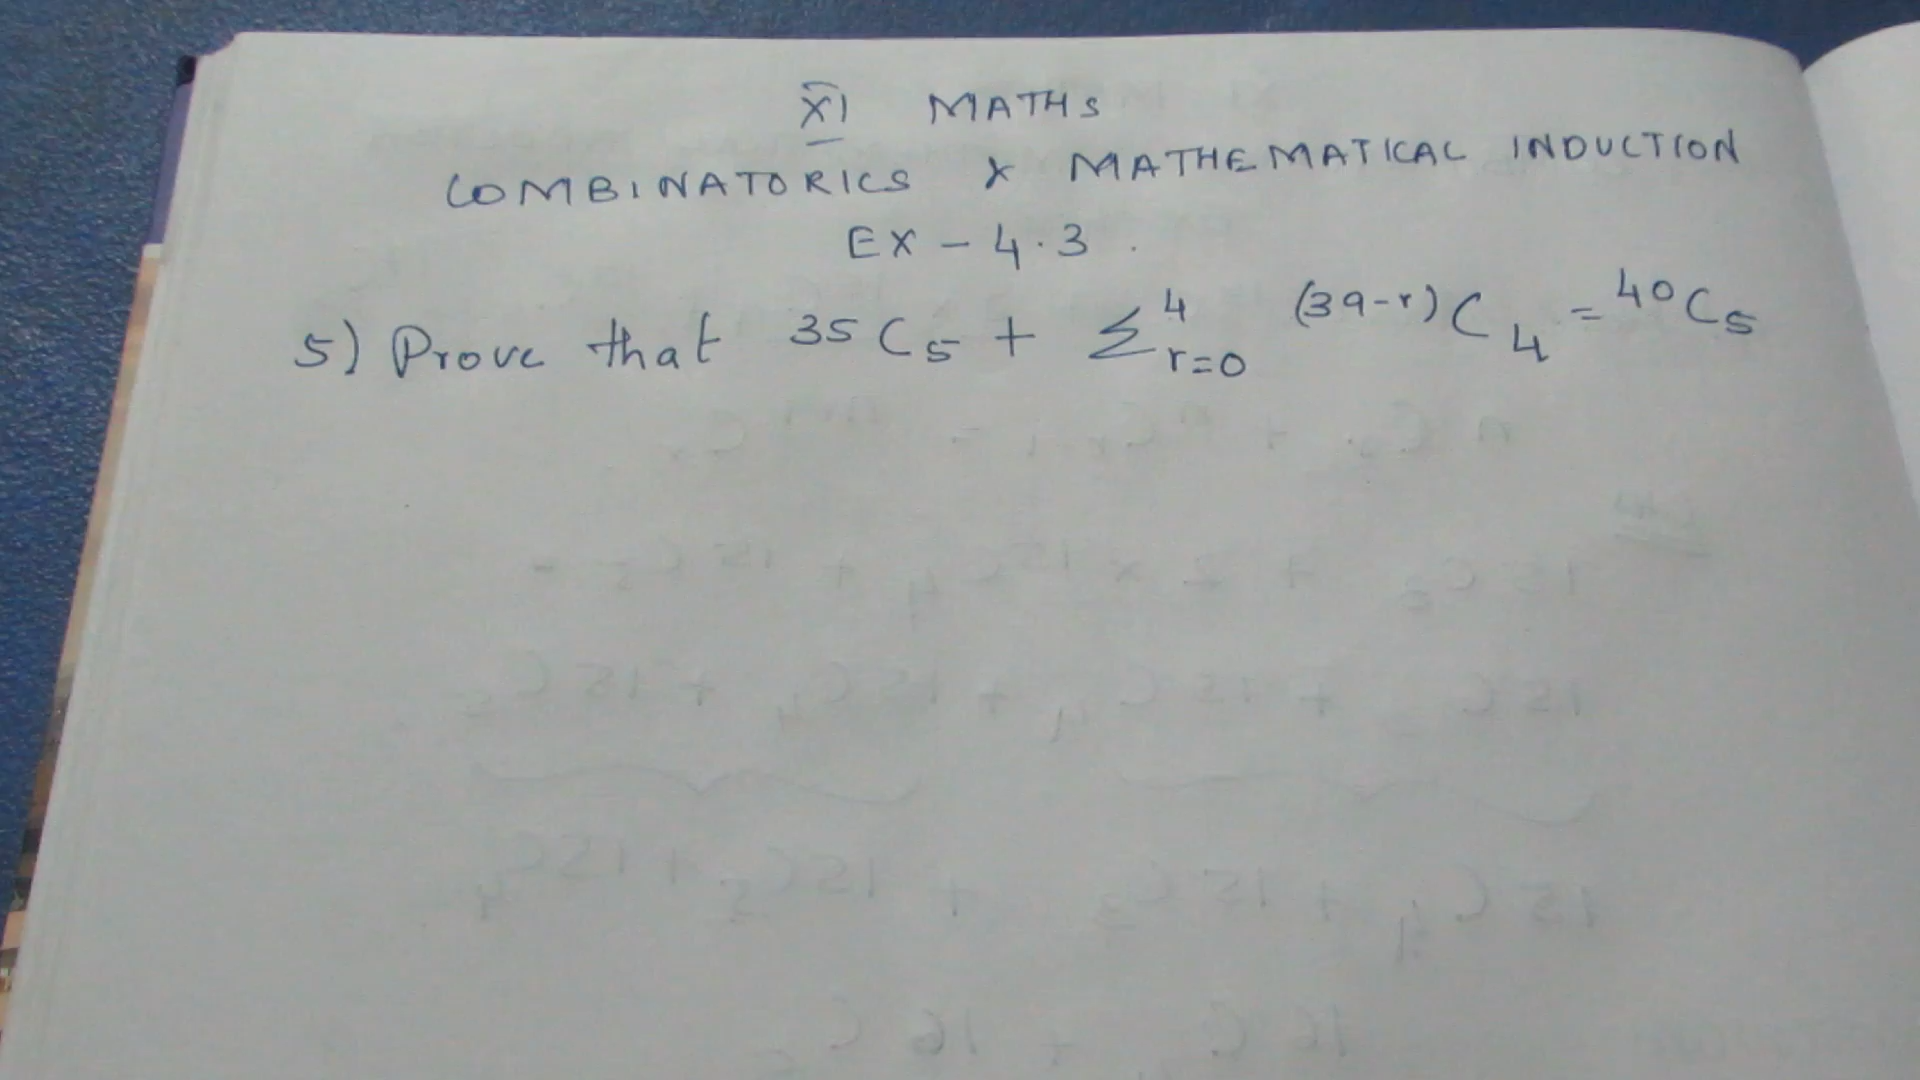 XI MATHS
COMBINATORICS & MATHEMATICAL INDUCTION
EX - 4.3.
5) Prove that 35C5 + Σ⁴r=0 (39-r)C4 = 40C5